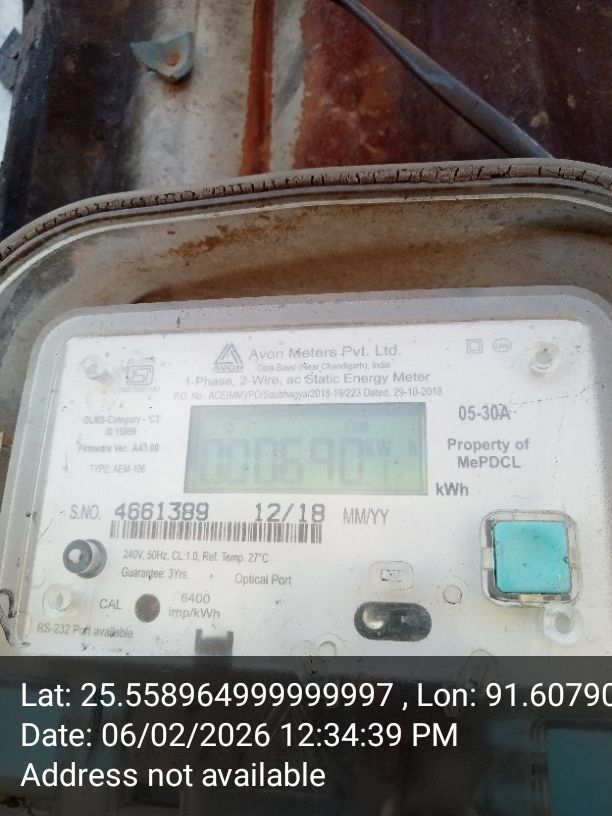 AVON
Avon Meters Pvt. Ltd.
Dera Bassi (Near Chandigarh), India
1-Phase, 2-Wire, ac Static Energy Meter
P.O. No.: ACE(MM)/PO/Saubhagya/2018-19/223 Dated, 29-10-2018
DLMS-Category - 'C3'
IS:15959
Firmware Ver.: AA1.00
TYPE: AEM-106
05-30A
Property of
MePDCL
kWh
S.NO. 4661389 12/18 MM/YY
240V, 50Hz, CL:1.0, Ref. Temp. 27°C
Guarantee: 3Yrs.
Optical Port
CAL
6400
imp/kWh
RS-232 Port available
Lat: 25.558964999999997 , Lon: 91.60790
Date: 06/02/2026 12:34:39 PM
Address not available